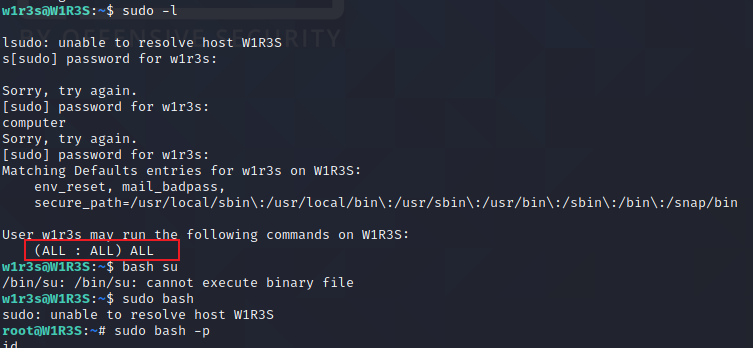 w1r3s@W1R3S:~$ sudo -l
BY OFFENSIVE SECURITY
lsudo: unable to resolve host W1R3S
s[sudo] password for w1r3s:
Sorry, try again.
[sudo] password for w1r3s:
computer
Sorry, try again.
[sudo] password for w1r3s:
Matching Defaults entries for w1r3s on W1R3S:
    env_reset, mail_badpass,
    secure_path=/usr/local/sbin\:/usr/local/bin\:/usr/sbin\:/usr/bin\:/sbin\:/bin\:/snap/bin
User w1r3s may run the following commands on W1R3S:
    (ALL : ALL) ALL
w1r3s@W1R3S:~$ bash su
/bin/su: /bin/su: cannot execute binary file
w1r3s@W1R3S:~$ sudo bash
sudo: unable to resolve host W1R3S
root@W1R3S:~# sudo bash -p
id